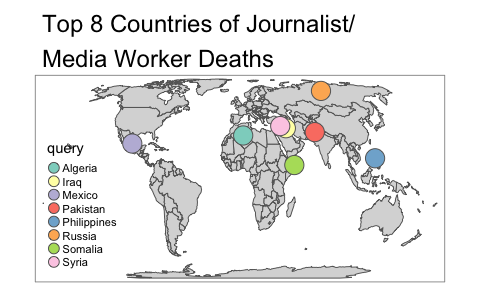 Top 8 Countries of Journalist/
Media Worker Deaths
query
Algeria
Iraq
Mexico
Pakistan
Philippines
Russia
Somalia
Syria